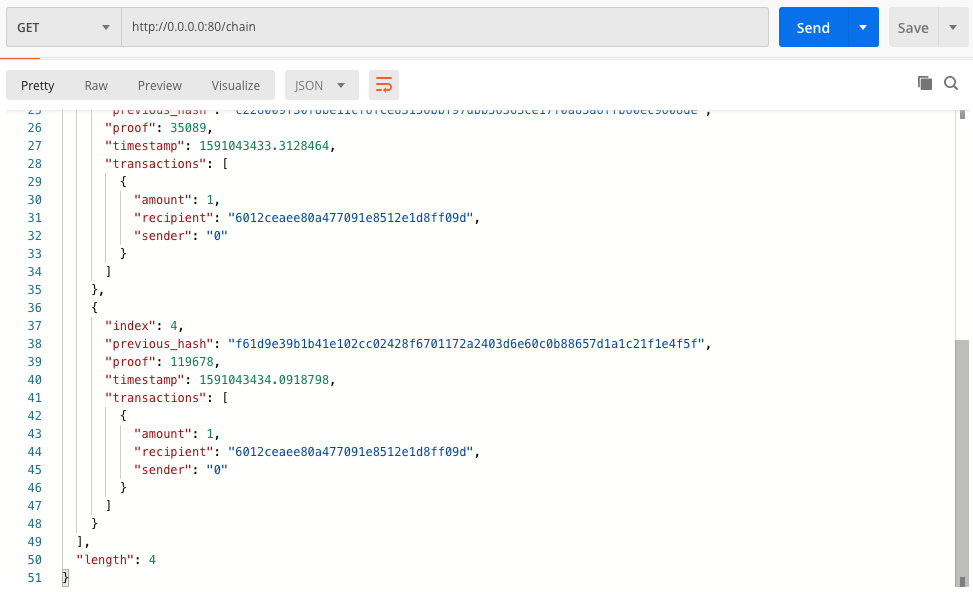 GET http://0.0.0.0:80/chain Send Save
Pretty Raw Preview Visualize JSON
26 "proof": 35089,
27 "timestamp": 1591043433.3128464,
28 "transactions": [
29 {
30 "amount": 1,
31 "recipient": "6012ceaee80a477091e8512e1d8ff09d",
32 "sender": "0"
33 }
34 ]
35 },
36 {
37 "index": 4,
38 "previous_hash": "f61d9e39b1b41e102cc02428f6701172a2403d6e60c0b88657d1a1c21f1e4f5f",
39 "proof": 119678,
40 "timestamp": 1591043434.0918798,
41 "transactions": [
42 {
43 "amount": 1,
44 "recipient": "6012ceaee80a477091e8512e1d8ff09d",
45 "sender": "0"
46 }
47 ]
48 }
49 ],
50 "length": 4
51 }